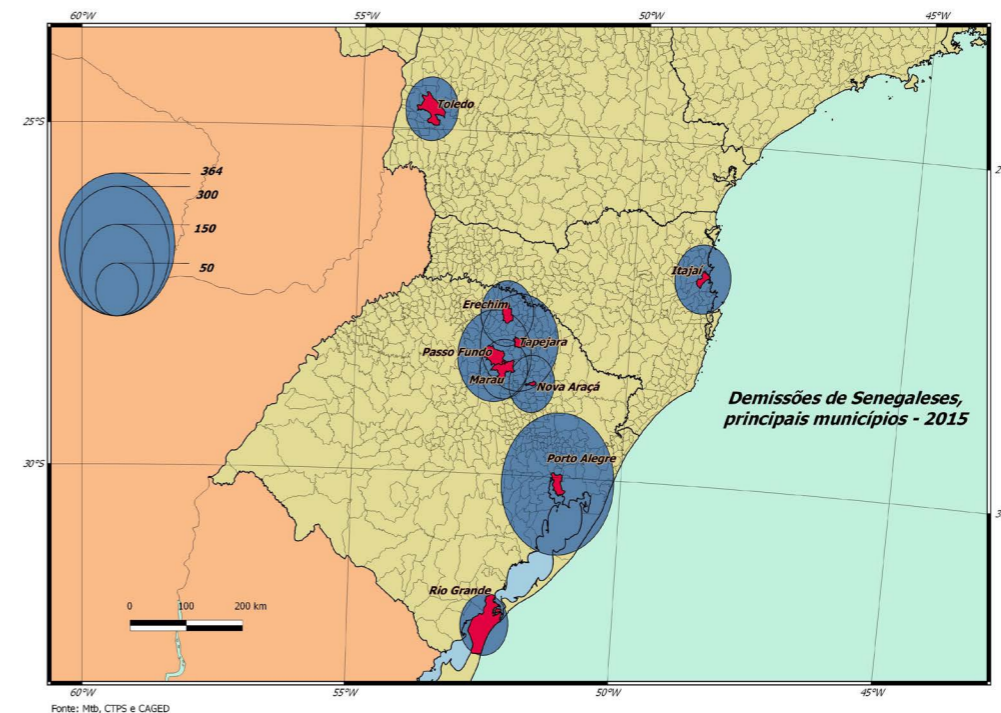 60°W
55°W
50°W
45°W
25°S
2
Toledo
364
300
150
50
Itajaí
Erechim
Tapejara
Passo Fundo
Marau
Nova Araçá
Demissões de Senegaleses,
principais municípios - 2015
Porto Alegre
30°S
3
Rio Grande
0 100 200 km
60°W
55°W
50°W
45°W
Fonte: Mtb, CTPS e CAGED